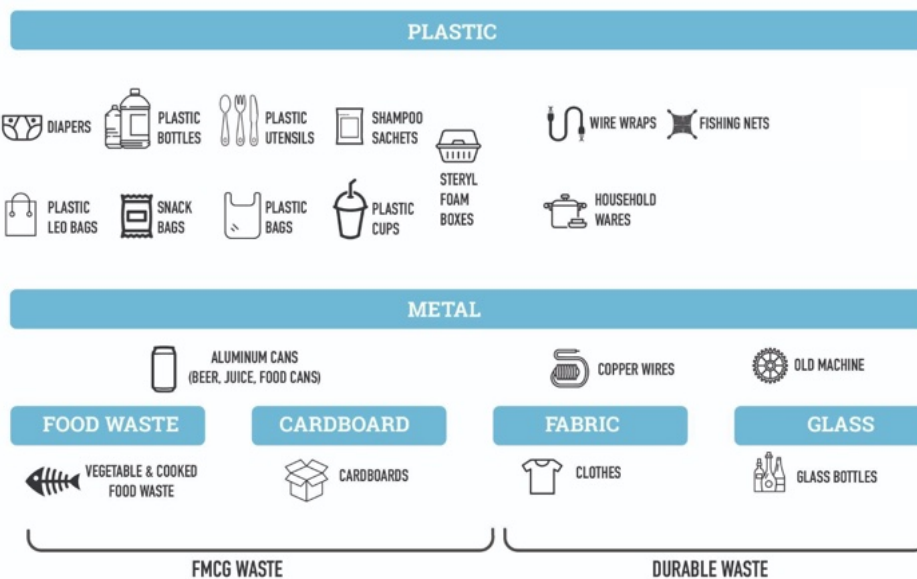 PLASTIC
DIAPERS
PLASTIC
BOTTLES
PLASTIC
UTENSILS
SHAMPOO
SACHETS
STERYL
FOAM
BOXES
WIRE WRAPS
FISHING NETS
PLASTIC
LEO BAGS
SNACK
BAGS
PLASTIC
BAGS
PLASTIC
CUPS
HOUSEHOLD
WARES
METAL
ALUMINUM CANS
(BEER, JUICE, FOOD CANS)
COPPER WIRES
OLD MACHINE
FOOD WASTE
CARDBOARD
FABRIC
GLASS
VEGETABLE & COOKED
FOOD WASTE
CARDBOARDS
CLOTHES
GLASS BOTTLES
FMCG WASTE
DURABLE WASTE